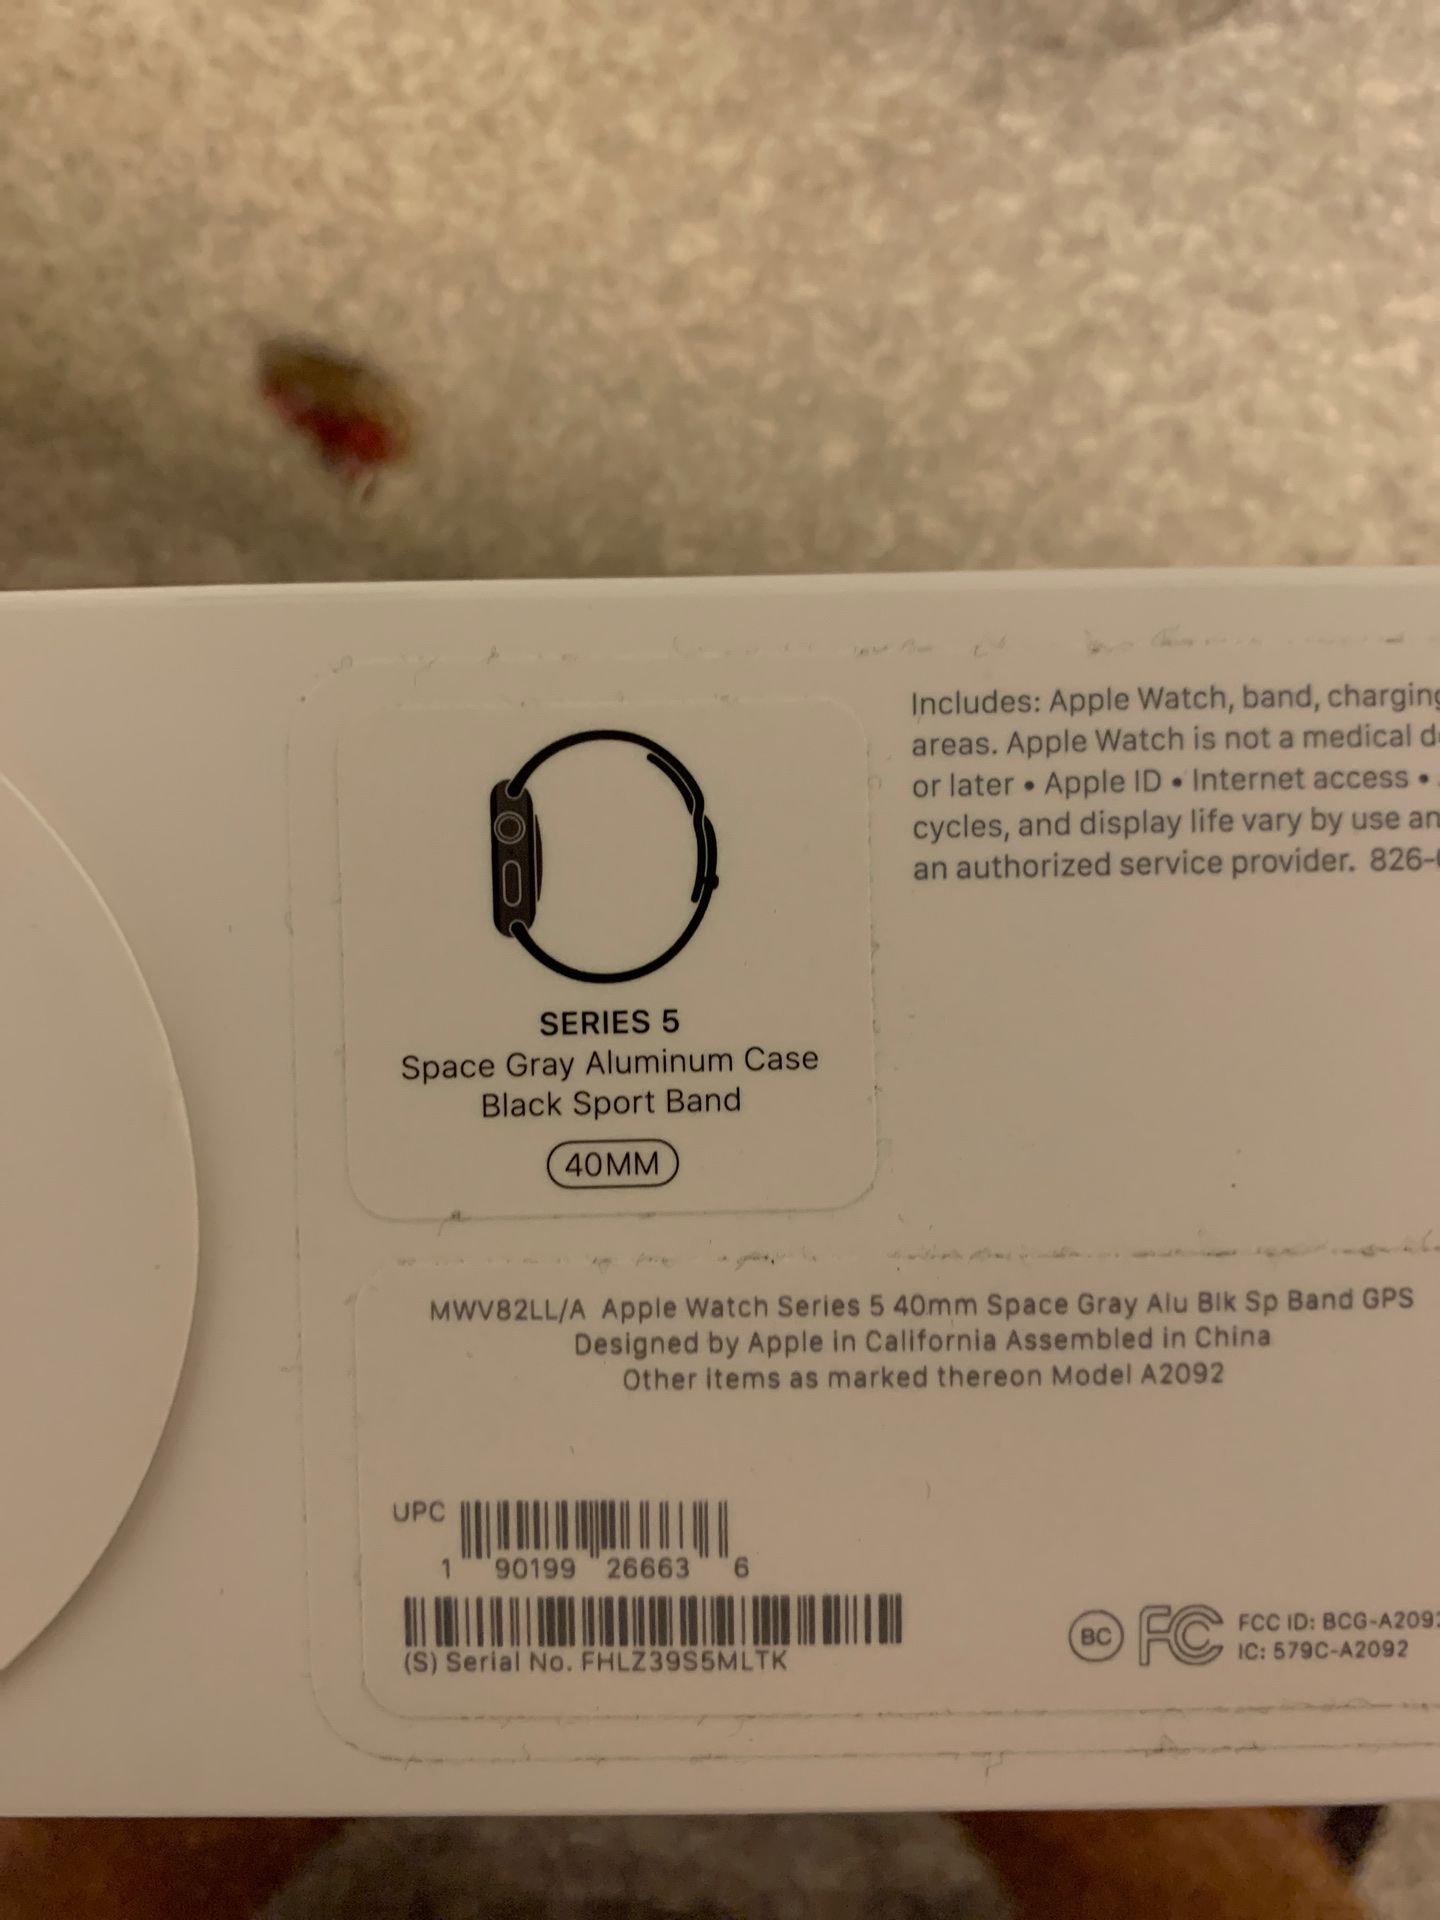 Includes: Apple Watch, band, charging
areas. Apple Watch is not a medical
or later • Apple ID • Internet access •
cycles, and display life vary by use
an authorized service provider. 826-
SERIES 5
Space Gray Aluminum Case
Black Sport Band
40MM
MWV82LL/A Apple Watch Series 5 40mm Space Gray Alu Blk Sp Band GPS
Designed by Apple in California Assembled in China
Other items as marked thereon Model A2092
UPC
1 90199 26663 6
(S) Serial No. FHLZ39S5MLTK
BC FC FCC ID: BCG-A2092
IC: 579C-A2092